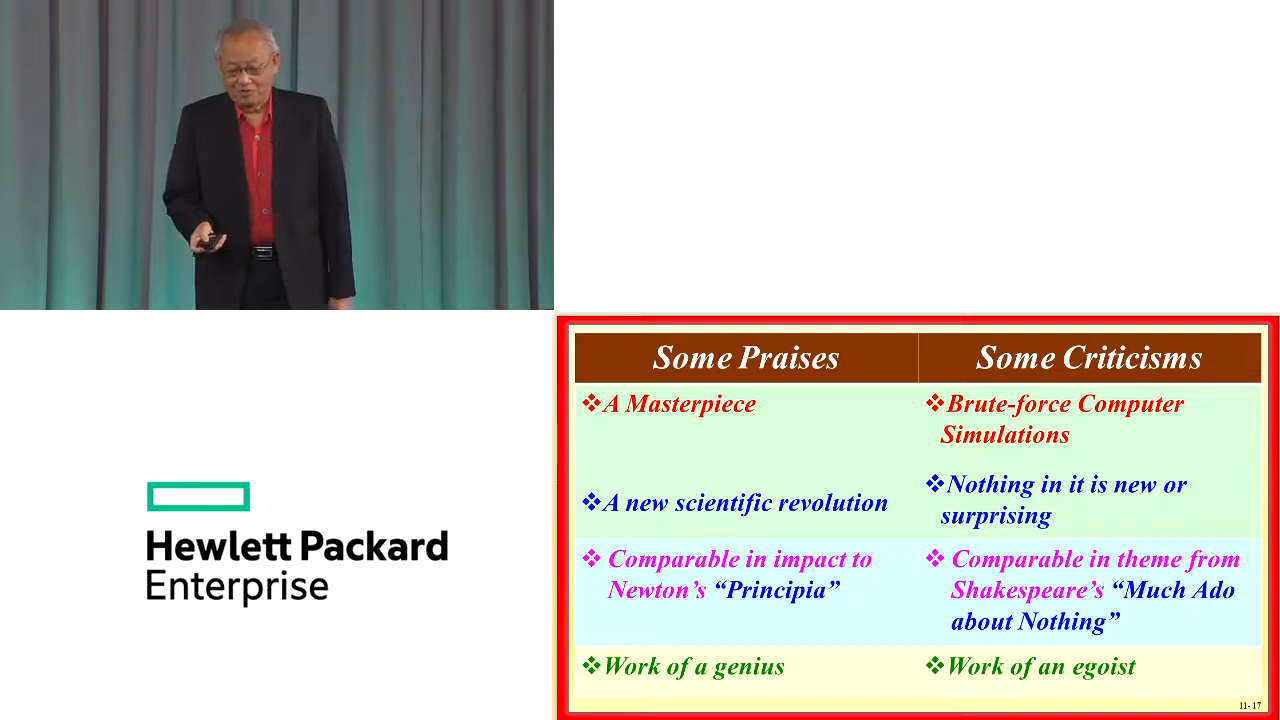 Hewlett Packard
Enterprise
Some Praises
Some Criticisms
❖A Masterpiece
❖Brute-force Computer
Simulations
❖A new scientific revolution
❖Nothing in it is new or
surprising
❖ Comparable in impact to
Newton’s “Principia”
❖ Comparable in theme from
Shakespeare’s “Much Ado
about Nothing”
❖Work of a genius
❖Work of an egoist
11-17